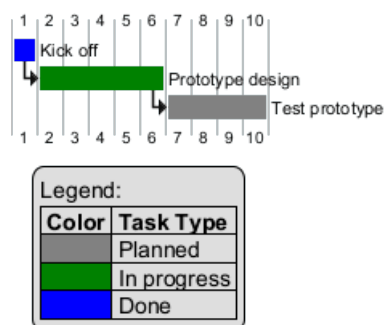 1 2 3 4 5 6 7 8 9 10
Kick off
Prototype design
Test prototype
1 2 3 4 5 6 7 8 9 10
Legend:
Color Task Type
Planned
In progress
Done